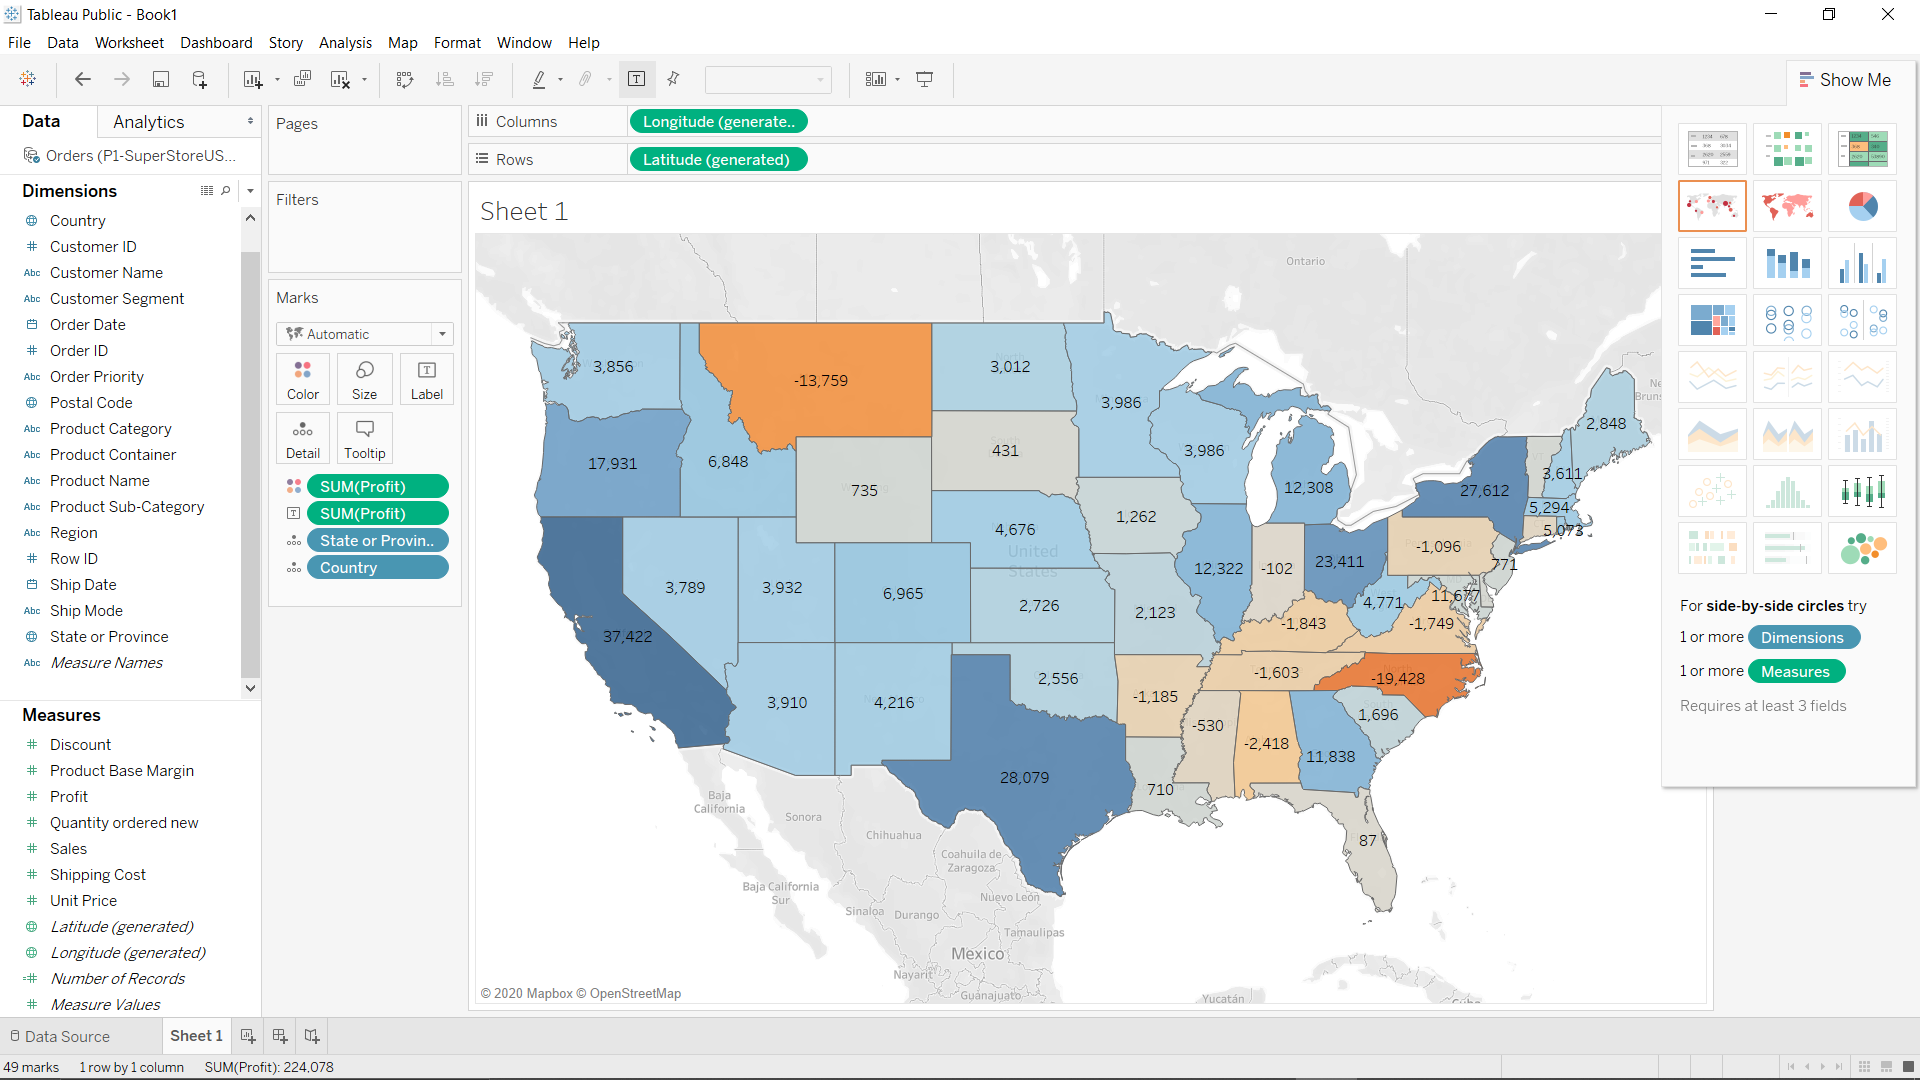 Tableau Public - Book1
File Data Worksheet Dashboard Story Analysis Map Format Window Help
Show Me
Data
Analytics
Orders (P1-SuperStoreUS...
Dimensions
Country
Customer ID
Abc Customer Name
Abc Customer Segment
Order Date
Order ID
Abc Order Priority
Postal Code
Abc Product Category
Abc Product Container
Abc Product Name
Abc Product Sub-Category
Abc Region
Row ID
Ship Date
Abc Ship Mode
State or Province
Abc Measure Names
Measures
Discount
Product Base Margin
Profit
Quantity ordered new
Sales
Shipping Cost
Unit Price
Latitude (generated)
Longitude (generated)
Number of Records
Measure Values
Pages
Filters
Marks
Automatic
Color Size Label
Detail Tooltip
SUM(Profit)
SUM(Profit)
State or Provin..
Country
Columns Longitude (generate..
Rows Latitude (generated)
Sheet 1
Ontario
3,856
-13,759
3,012
3,986
2,848
17,931
6,848
735
431
3,986
12,308
27,612
3,611
5,294
5,073
1,262
4,676
United
States
-1,096
771
3,789
3,932
6,965
2,726
2,123
12,322
-102
23,411
4,771
11,677
-1,749
37,422
-1,843
-1,603
-19,428
3,910
4,216
2,556
-1,185
-530
-2,418
1,696
11,838
28,079
710
87
Baja
California
Sonora
Chihuahua
Coahuila de
Zaragoza
Baja California
Sur
Nuevo León
Sinaloa
Durango
Tamaulipas
Mexico
Nayarit
Guanajuato
Yucatán
Cuba
© 2020 Mapbox © OpenStreetMap
For side-by-side circles try
1 or more Dimensions
1 or more Measures
Requires at least 3 fields
Data Source
Sheet 1
49 marks 1 row by 1 column SUM(Profit): 224,078